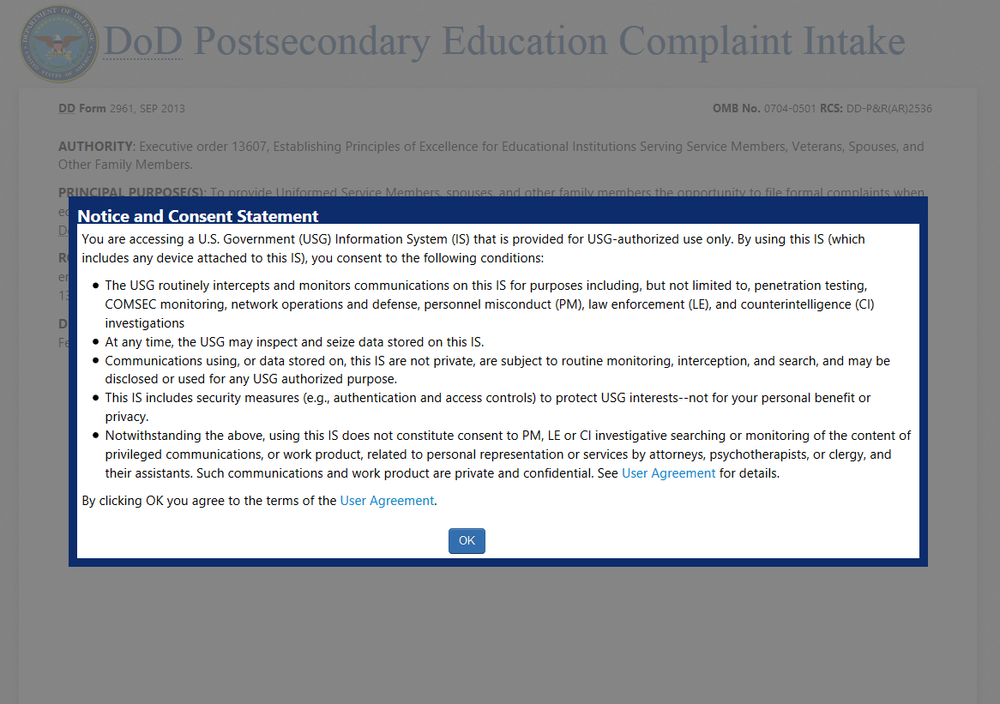 DEPARTMENT OF DEFENSE
UNITED STATES OF AMERICA
DoD Postsecondary Education Complaint Intake
DD Form 2961, SEP 2013
OMB No. 0704-0501 RCS: DD-P&R(AR)2536
AUTHORITY: Executive order 13607, Establishing Principles of Excellence for Educational Institutions Serving Service Members, Veterans, Spouses, and
Other Family Members.
PRINCIPAL PURPOSE(S): To provide Uniformed Service Members, spouses, and other family members the opportunity to file formal complaints when
Notice and Consent Statement
You are accessing a U.S. Government (USG) Information System (IS) that is provided for USG-authorized use only. By using this IS (which
includes any device attached to this IS), you consent to the following conditions:
● The USG routinely intercepts and monitors communications on this IS for purposes including, but not limited to, penetration testing,
COMSEC monitoring, network operations and defense, personnel misconduct (PM), law enforcement (LE), and counterintelligence (CI)
investigations
● At any time, the USG may inspect and seize data stored on this IS.
● Communications using, or data stored on, this IS are not private, are subject to routine monitoring, interception, and search, and may be
disclosed or used for any USG authorized purpose.
● This IS includes security measures (e.g., authentication and access controls) to protect USG interests--not for your personal benefit or
privacy.
● Notwithstanding the above, using this IS does not constitute consent to PM, LE or CI investigative searching or monitoring of the content of
privileged communications, or work product, related to personal representation or services by attorneys, psychotherapists, or clergy, and
their assistants. Such communications and work product are private and confidential. See User Agreement for details.
By clicking OK you agree to the terms of the User Agreement.
OK